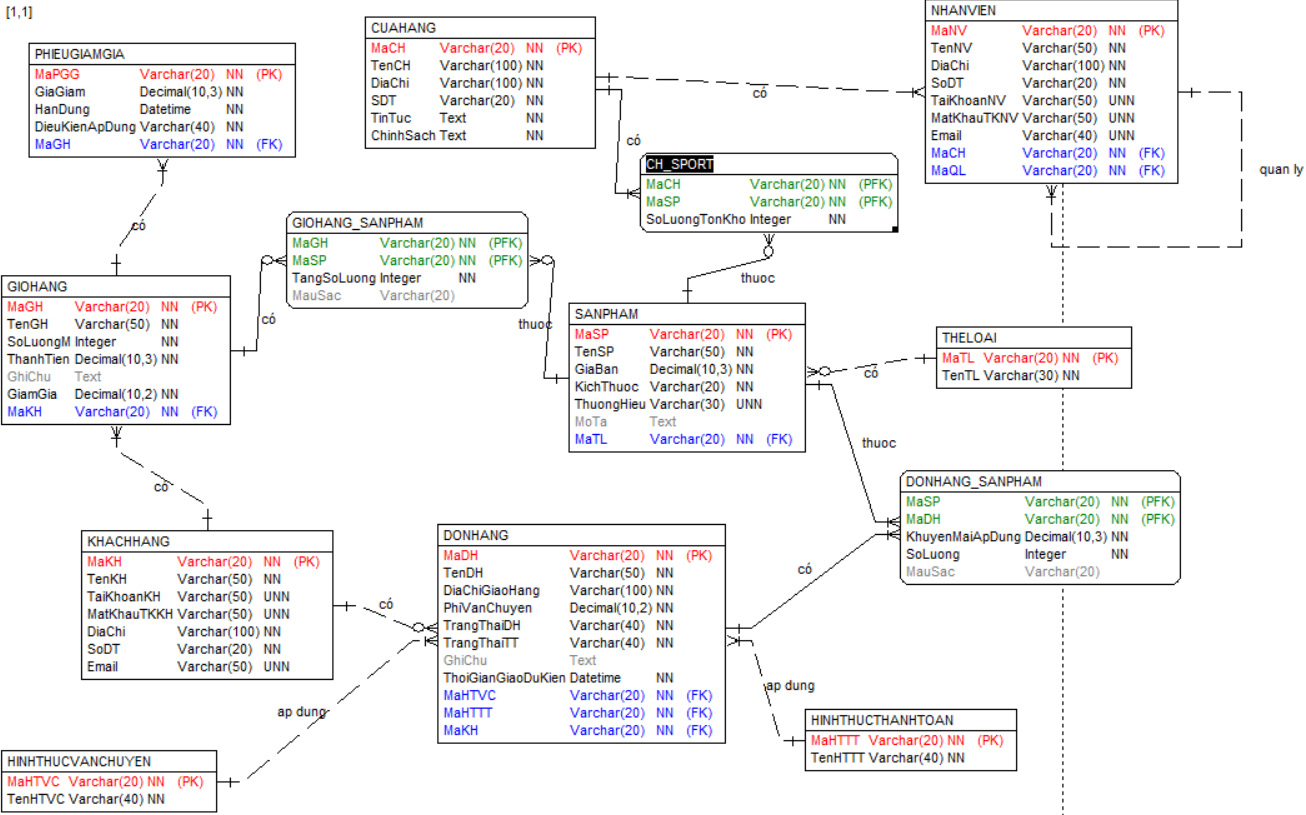 [1,1]
PHIEUGIAMGIA
MaPGG Varchar(20) NN (PK)
GiaGiam Decimal(10,3) NN
HanDung Datetime NN
DieuKienApDung Varchar(40) NN
MaGH Varchar(20) NN (FK)
CUAHANG
MaCH Varchar(20) NN (PK)
TenCH Varchar(100) NN
DiaChi Varchar(100) NN
SDT Varchar(20) NN
TinTuc Text NN
ChinhSach Text NN
NHANVIEN
MaNV Varchar(20) NN (PK)
TenNV Varchar(50) NN
DiaChi Varchar(100) NN
SoDT Varchar(20) NN
TaiKhoanNV Varchar(50) UNN
MatKhauTKNV Varchar(50) UNN
Email Varchar(40) UNN
MaCH Varchar(20) NN (FK)
MaQL Varchar(20) NN (FK)
có
có
quan ly
CH_SPORT
MaCH Varchar(20) NN (PFK)
MaSP Varchar(20) NN (PFK)
SoLuongTonKho Integer NN
có
GIOHANG_SANPHAM
MaGH Varchar(20) NN (PFK)
MaSP Varchar(20) NN (PFK)
TangSoLuong Integer NN
MauSac Varchar(20)
thuoc
GIOHANG
MaGH Varchar(20) NN (PK)
TenGH Varchar(50) NN
SoLuongM Integer NN
ThanhTien Decimal(10,3) NN
GhiChu Text
GiamGia Decimal(10,2) NN
MaKH Varchar(20) NN (FK)
có
thuoc
SANPHAM
MaSP Varchar(20) NN (PK)
TenSP Varchar(50) NN
GiaBan Decimal(10,3) NN
KichThuoc Varchar(20) NN
ThuongHieu Varchar(30) UNN
MoTa Text
MaTL Varchar(20) NN (FK)
THELOAI
MaTL Varchar(20) NN (PK)
TenTL Varchar(30) NN
có
thuoc
có
DONHANG_SANPHAM
MaSP Varchar(20) NN (PFK)
MaDH Varchar(20) NN (PFK)
KhuyenMaiApDung Decimal(10,3) NN
SoLuong Integer NN
MauSac Varchar(20)
KHACHHANG
MaKH Varchar(20) NN (PK)
TenKH Varchar(50) NN
TaiKhoanKH Varchar(50) UNN
MatKhauTKKH Varchar(50) UNN
DiaChi Varchar(100) NN
SoDT Varchar(20) NN
Email Varchar(50) UNN
có
DONHANG
MaDH Varchar(20) NN (PK)
TenDH Varchar(50) NN
DiaChiGiaoHang Varchar(100) NN
PhiVanChuyen Decimal(10,2) NN
TrangThaiDH Varchar(40) NN
TrangThaiTT Varchar(40) NN
GhiChu Text
ThoiGianGiaoDuKien Datetime NN
MaHTVC Varchar(20) NN (FK)
MaHTTT Varchar(20) NN (FK)
MaKH Varchar(20) NN (FK)
có
ap dung
ap dung
HINHTHUCTHANHTOAN
MaHTTT Varchar(20) NN (PK)
TenHTTT Varchar(40) NN
HINHTHUCVANCHUYEN
MaHTVC Varchar(20) NN (PK)
TenHTVC Varchar(40) NN